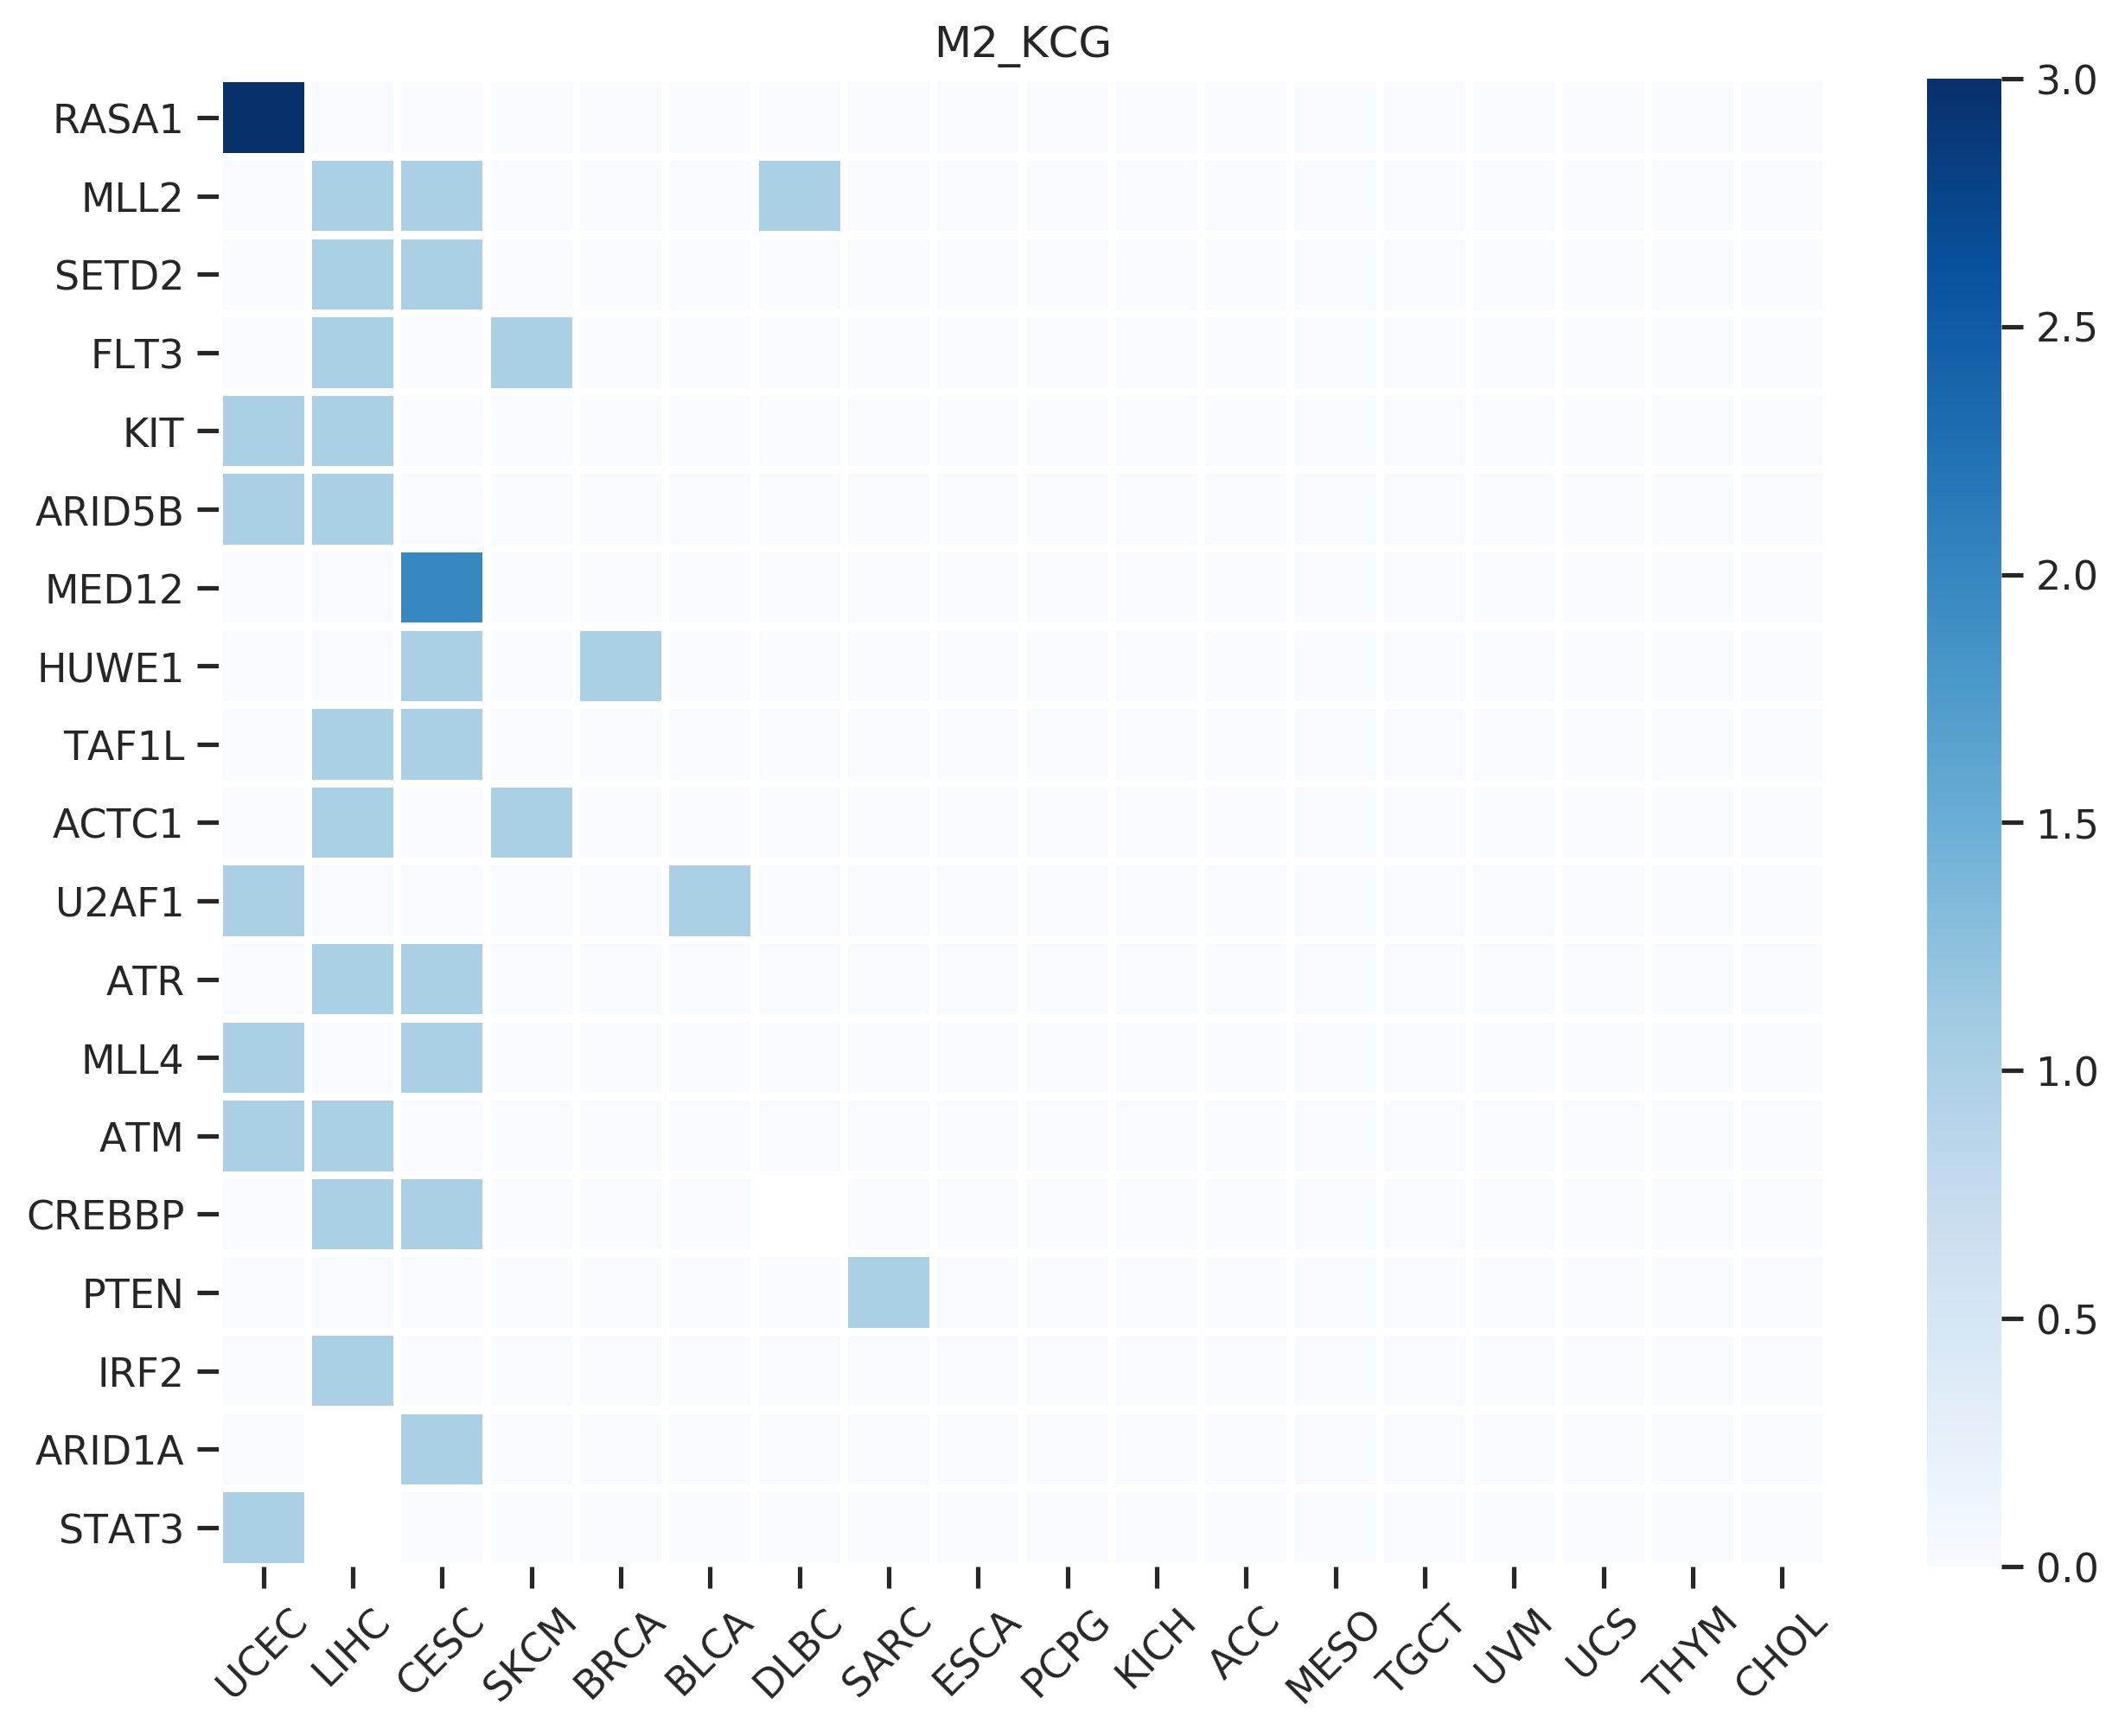 M2_KCG
RASA1
MLL2
SETD2
FLT3
KIT
ARID5B
MED12
HUWE1
TAF1L
ACTC1
U2AF1
ATR
MLL4
ATM
CREBBP
PTEN
IRF2
ARID1A
STAT3
UCEC
LIHC
CESC
SKCM
BRCA
BLCA
DLBC
SARC
ESCA
PCPG
KICH
ACC
MESO
TGCT
UVM
UCS
THYM
CHOL
3.0
2.5
2.0
1.5
1.0
0.5
0.0